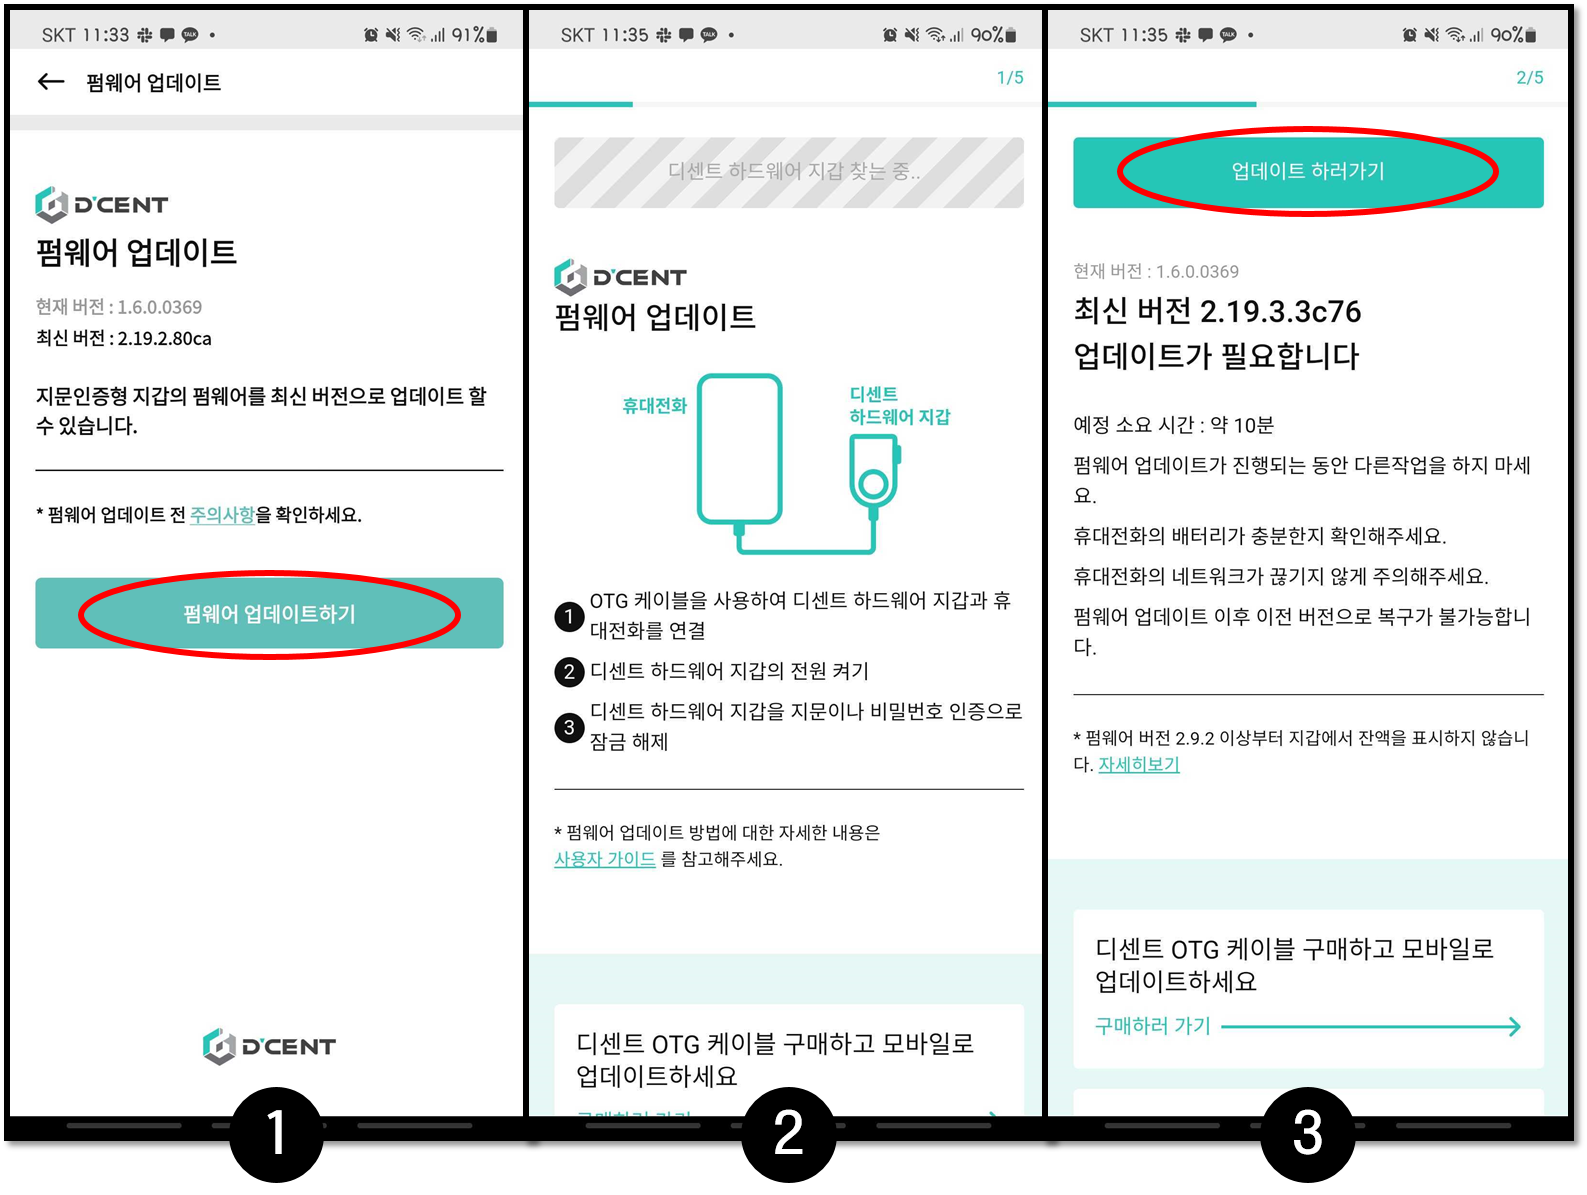 SKT 11:33
91%
펌웨어 업데이트
D'CENT
펌웨어 업데이트
현재 버전 : 1.6.0.0369
최신 버전 : 2.19.2.80ca
지문인증형 지갑의 펌웨어를 최신 버전으로 업데이트 할
수 있습니다.
* 펌웨어 업데이트 전 주의사항을 확인하세요.
펌웨어 업데이트하기
D'CENT
1
SKT 11:35
90%
1/5
디센트 하드웨어 지갑 찾는 중..
D'CENT
펌웨어 업데이트
휴대전화
디센트
하드웨어 지갑
1 OTG 케이블을 사용하여 디센트 하드웨어 지갑과 휴
대전화를 연결
2 디센트 하드웨어 지갑의 전원 켜기
3 디센트 하드웨어 지갑을 지문이나 비밀번호 인증으로
잠금 해제
* 펌웨어 업데이트 방법에 대한 자세한 내용은
사용자 가이드 를 참고해주세요.
디센트 OTG 케이블 구매하고 모바일로
업데이트하세요
2
SKT 11:35
90%
2/5
업데이트 하러가기
현재 버전 : 1.6.0.0369
최신 버전 2.19.3.3c76
업데이트가 필요합니다
예정 소요 시간 : 약 10분
펌웨어 업데이트가 진행되는 동안 다른작업을 하지 마세
요.
휴대전화의 배터리가 충분한지 확인해주세요.
휴대전화의 네트워크가 끊기지 않게 주의해주세요.
펌웨어 업데이트 이후 이전 버전으로 복구가 불가능합니
다.
* 펌웨어 버전 2.9.2 이상부터 지갑에서 잔액을 표시하지 않습니
다. 자세히보기
디센트 OTG 케이블 구매하고 모바일로
업데이트하세요
구매하러 가기
3